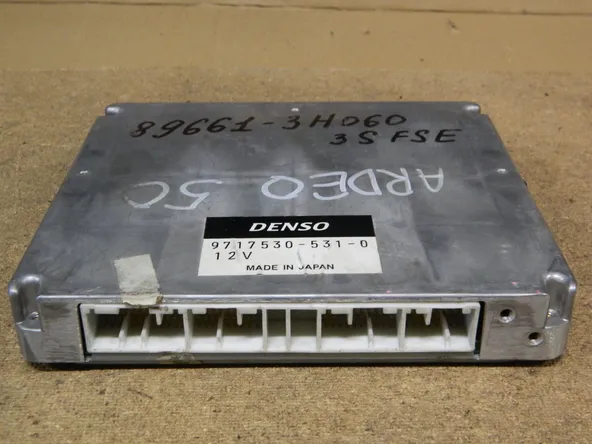 89661-3H060
3S FSE
ARDEO 5C
DENSO
9717530-531-0
12V
MADE IN JAPAN